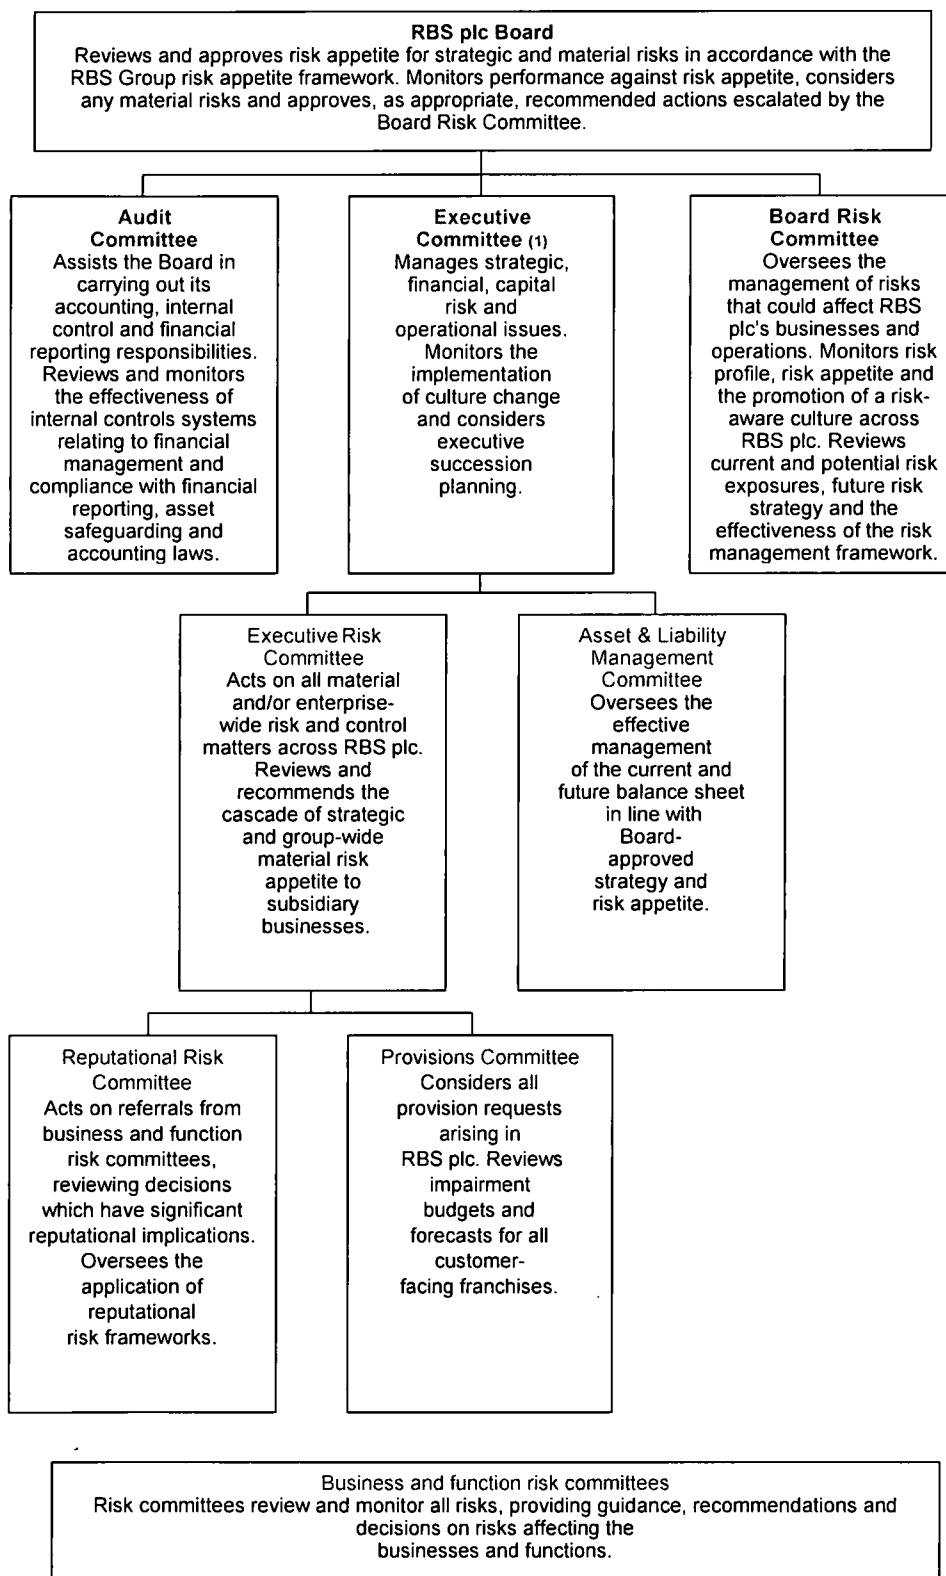 RBS plc Board
Reviews and approves risk appetite for strategic and material risks in accordance with the
RBS Group risk appetite framework. Monitors performance against risk appetite, considers
any material risks and approves, as appropriate, recommended actions escalated by the
Board Risk Committee.
Audit
Committee
Assists the Board in
carrying out its
accounting, internal
control and financial
reporting responsibilities.
Reviews and monitors
the effectiveness of
internal controls systems
relating to financial
management and
compliance with financial
reporting, asset
safeguarding and
accounting laws.
Executive
Committee (1)
Manages strategic,
financial, capital
risk and
operational issues.
Monitors the
implementation
of culture change
and considers
executive
succession
planning.
Board Risk
Committee
Oversees the
management of risks
that could affect RBS
plc's businesses and
operations. Monitors risk
profile, risk appetite and
the promotion of a risk-
aware culture across
RBS plc. Reviews
current and potential risk
exposures, future risk
strategy and the
effectiveness of the risk
management framework.
Executive Risk
Committee
Acts on all material
and/or enterprise-
wide risk and control
matters across RBS plc.
Reviews and
recommends the
cascade of strategic
and group-wide
material risk
appetite to
subsidiary
businesses.
Asset & Liability
Management
Committee
Oversees the
effective
management
of the current and
future balance sheet
in line with
Board-
approved
strategy and
risk appetite.
Reputational Risk
Committee
Acts on referrals from
business and function
risk committees,
reviewing decisions
which have significant
reputational implications.
Oversees the
application of
reputational
risk frameworks.
Provisions Committee
Considers all
provision requests
arising in
RBS plc. Reviews
impairment
budgets and
forecasts for all
customer-
facing franchises.
Business and function risk committees
Risk committees review and monitor all risks, providing guidance, recommendations and
decisions on risks affecting the
businesses and functions.